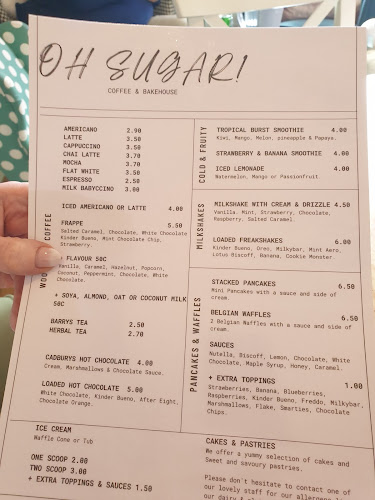 OH SUGAR!
COFFEE & BAKEHOUSE
AMERICANO 2.90
LATTE 3.50
CAPPUCCINO 3.50
CHAI LATTE 3.70
MOCHA 3.70
FLAT WHITE 3.50
ESPRESSO 2.50
MILK BABYCCINO 3.00
ICED AMERICANO OR LATTE 4.00
FRAPPE 5.50
Salted Caramel, Chocolate, White Chocolate
Kinder Bueno, Mint Chocolate Chip,
Strawberry.
+ FLAVOUR 50C
Vanilla, Caramel, Hazelnut, Popcorn,
Coconut, Peppermint, Chocolate, White
Chocolate.
+ SOYA, ALMOND, OAT OR COCONUT MILK
50C
COFFEE
BARRYS TEA 2.50
HERBAL TEA 2.70
CADBURYS HOT CHOCOLATE 4.00
Cream, Marshmallows & Chocolate Sauce.
LOADED HOT CHOCOLATE 5.00
White Chocolate, Kinder Bueno, After Eight,
Chocolate Orange.
ICE CREAM
Waffle Cone or Tub
ONE SCOOP 2.00
TWO SCOOP 3.00
+ EXTRA TOPPINGS & SAUCES 1.50
COLD & FRUITY
TROPICAL BURST SMOOTHIE 4.00
Kiwi, Mango, Melon, pineapple & Papaya.
STRAWBERRY & BANANA SMOOTHIE 4.00
ICED LEMONADE 4.00
Watermelon, Mango or Passionfruit.
MILKSHAKES
MILKSHAKE WITH CREAM & DRIZZLE 4.50
Vanilla, Mint, Strawberry, Chocolate,
Raspberry, Salted Caramel.
LOADED FREAKSHAKES 6.00
Kinder Bueno, Oreo, Milkybar, Mint Aero,
Lotus Biscoff, Banana, Cookie Monster.
PANCAKES & WAFFLES
STACKED PANCAKES 6.50
Mini Pancakes with a sauce and side of
cream.
BELGIAN WAFFLES 6.50
2 Belgian Waffles with a sauce and side of
cream.
SAUCES
Nutella, Biscoff, Lemon, Chocolate, White
Chocolate, Maple Syrup, Honey, Caramel.
+ EXTRA TOPPINGS 1.00
Strawberries, Banana, Blueberries,
Raspberries, Kinder Bueno, Freddo, Milkybar,
Marshmallows, Flake, Smarties, Chocolate
Chips.
CAKES & PASTRIES
We offer a yummy selection of cakes and
Sweet and savoury pastries.
Please don't hesitate to contact one of
our lovely staff for our allergens